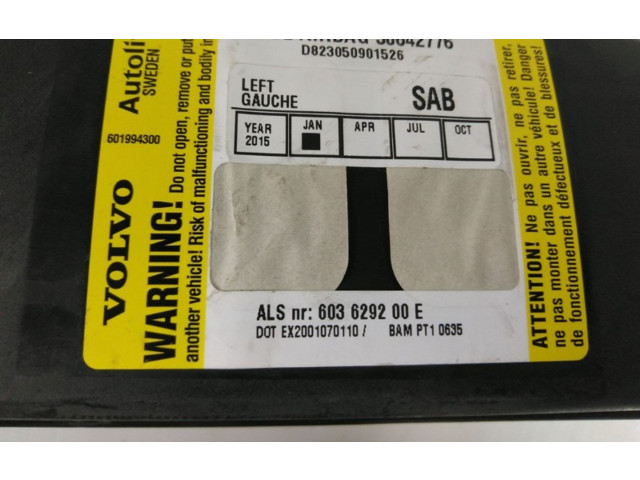 30642776
D823050901526
LEFT
GAUCHE
SAB
YEAR
2015
JAN
APR
JUL
OCT
ALS nr: 603 6292 00 E
DOT EX2001070110 / BAM PT1 0635
VOLVO
601994300
SWEDEN
WARNING! Do not open, remove or
another vehicle! Risk of malfunctioning and bodily
ATTENTION! Ne pas ouvrir, ne pas retirer,
ne pas monter dans un autre véhicule! Danger
de fonctionnement défectueux et de blessures!